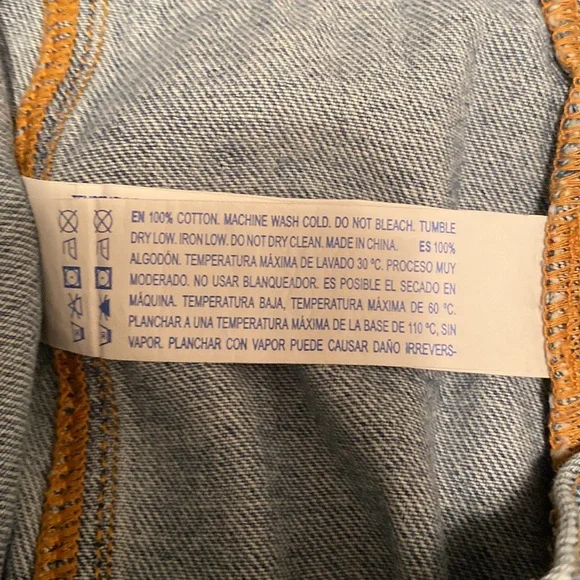 EN 100% COTTON. MACHINE WASH COLD. DO NOT BLEACH. TUMBLE
DRY LOW. IRON LOW. DO NOT DRY CLEAN. MADE IN CHINA. ES 100%
ALGODÓN. TEMPERATURA MÁXIMA DE LAVADO 30 ºC. PROCESO MUY
MODERADO. NO USAR BLANQUEADOR. ES POSIBLE EL SECADO EN
MÁQUINA. TEMPERATURA BAJA, TEMPERATURA MÁXIMA DE 60 ºC.
PLANCHAR A UNA TEMPERATURA MÁXIMA DE LA BASE DE 110 ºC, SIN
VAPOR. PLANCHAR CON VAPOR PUEDE CAUSAR DAÑO IRREVERS-